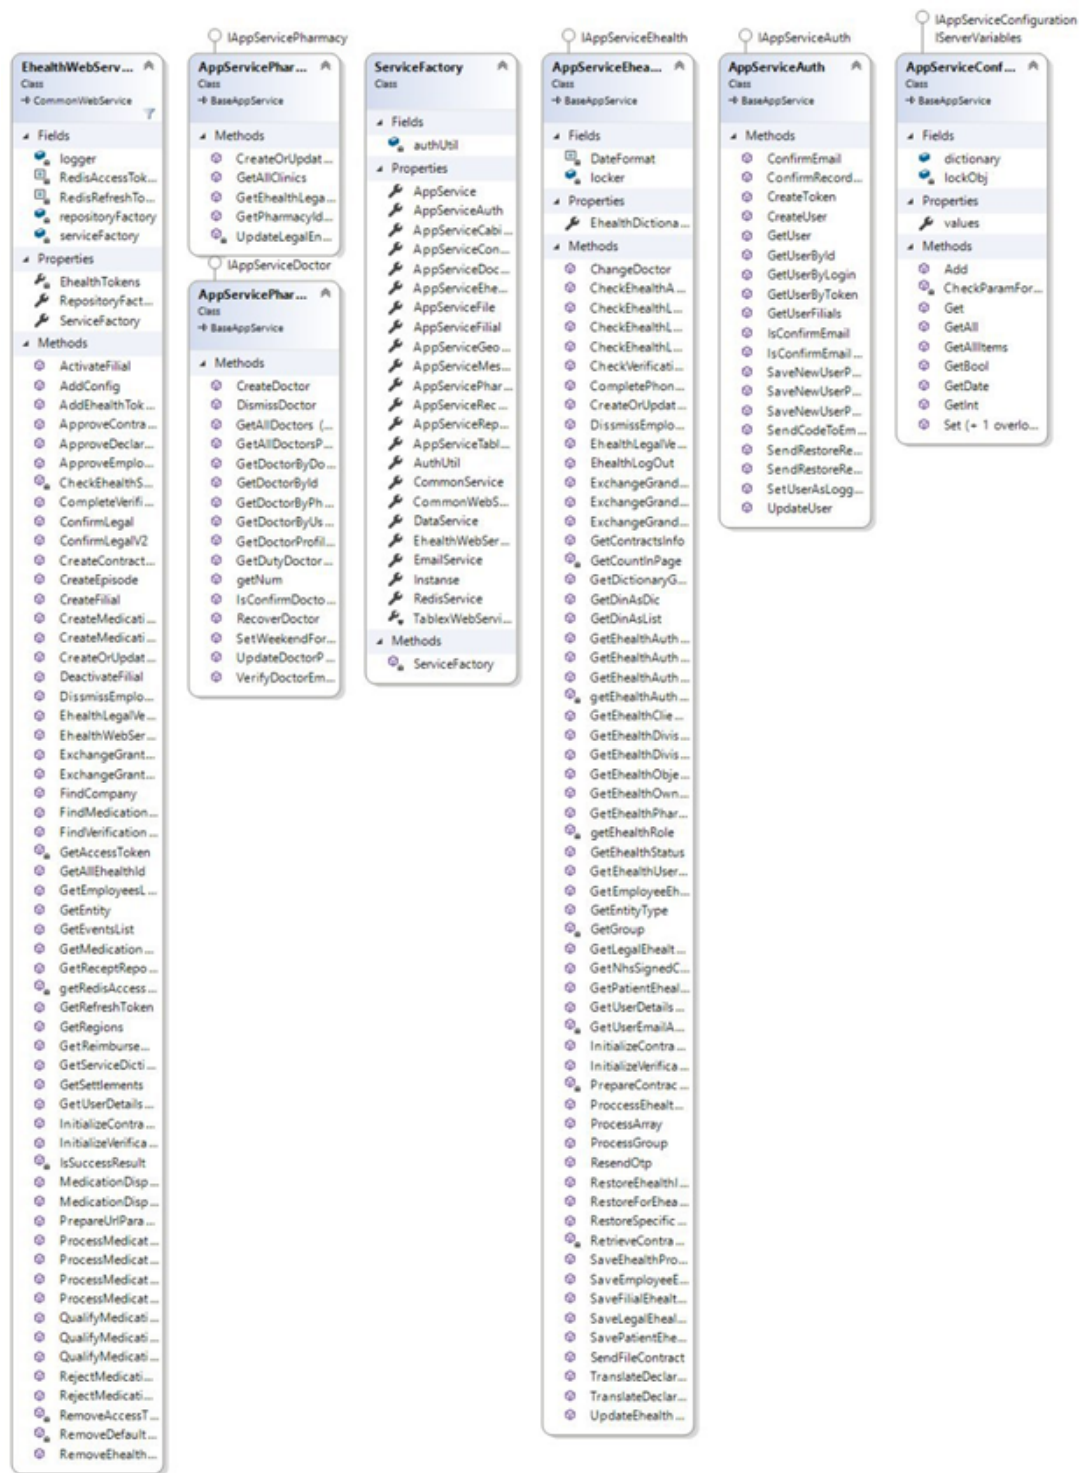 EhealthWebServ...
Class
CommonWebService
Fields
logger
RedisAccessTok...
RedisRefreshTo...
repositoryFactory
serviceFactory
Properties
EhealthTokens
RepositoryFact...
ServiceFactory
Methods
ActivateFilial
AddConfig
AddEhealthTok...
ApproveContra...
ApproveDeclar...
ApproveEmplo...
CheckEhealthS...
CompleteVerifi...
ConfirmLegal
ConfirmLegalV2
CreateContract...
CreateEpisode
CreateFilial
CreateMedicati...
CreateMedicati...
CreateOrUpdat...
DeactivateFilial
DissmissEmplo...
EhealthLegalVe...
EhealthWebSer...
ExchangeGrant...
ExchangeGrant...
FindCompany
FindMedication...
FindVerification...
GetAccessToken
GetAllEhealthId
GetEmployeesL...
GetEntity
GetEventsList
GetMedication...
GetReceptRepo...
getRedisAccess...
GetRefreshToken
GetRegions
GetReimburse...
GetServiceDicti...
GetSettlements
GetUserDetails...
InitializeContra...
InitializeVerifica...
IsSuccessResult
MedicationDisp...
MedicationDisp...
PrepareUrlPara...
ProcessMedicat...
ProcessMedicat...
ProcessMedicat...
ProcessMedicat...
QualifyMedicati...
QualifyMedicati...
QualifyMedicati...
RejectMedicati...
RejectMedicati...
RemoveAccessT...
RemoveDefault...
RemoveEhealth...
IAppServicePharmacy
AppServicePhar...
Class
BaseAppService
Methods
CreateOrUpdat...
GetAllClinics
GetEhealthLega...
GetPharmacyId...
UpdateLegalEn...
IAppServiceDoctor
AppServicePhar...
Class
BaseAppService
Methods
CreateDoctor
DismissDoctor
GetAllDoctors (...
GetAllDoctorsP...
GetDoctorByDo...
GetDoctorById
GetDoctorByPh...
GetDoctorByUs...
GetDoctorProfil...
GetDutyDoctor...
getNum
IsConfirmDocto...
RecoverDoctor
SetWeekendFor...
UpdateDoctorP...
VerifyDoctorEm...
ServiceFactory
Class
Fields
authUtil
Properties
AppService
AppServiceAuth
AppServiceCabi...
AppServiceCon...
AppServiceDoc...
AppServiceEhe...
AppServiceFile
AppServiceFilial
AppServiceGeo...
AppServiceMes...
AppServicePhar...
AppServiceRec...
AppServiceRep...
AppServiceTabl...
AuthUtil
CommonService
CommonWebS...
DataService
EhealthWebSer...
EmailService
Instanse
RedisService
TablexWebServi...
Methods
ServiceFactory
IAppServiceEhealth
AppServiceEhea...
Class
BaseAppService
Fields
DateFormat
locker
Properties
EhealthDictiona...
Methods
ChangeDoctor
CheckEhealthA...
CheckEhealthL...
CheckEhealthL...
CheckEhealthL...
CheckVerificati...
CompletePhon...
CreateOrUpdat...
DissmissEmplo...
EhealthLegalVe...
EhealthLogOut
ExchangeGrand...
ExchangeGrand...
ExchangeGrand...
GetContractsInfo
GetCountInPage
GetDictionaryG...
GetDinAsDic
GetDinAsList
GetEhealthAuth...
GetEhealthAuth...
GetEhealthAuth...
getEhealthAuth...
GetEhealthClie...
GetEhealthDivis...
GetEhealthDivis...
GetEhealthObje...
GetEhealthOwn...
GetEhealthPhar...
getEhealthRole
GetEhealthStatus
GetEhealthUser...
GetEmployeeEh...
GetEntityType
GetGroup
GetLegalEhealt...
GetNhsSignedC...
GetPatientEheal...
GetUserDetails...
GetUserEmailA...
InitializeContra...
InitializeVerifica...
PrepareContrac...
ProccessEhealt...
ProcessArray
ProcessGroup
ResendOtp
RestoreEhealthI...
RestoreForEhea...
RestoreSpecific...
RetrieveContra...
SaveEhealthPro...
SaveEmployeeE...
SaveFilialEhealt...
SaveLegalEheal...
SavePatientEhe...
SendFileContract
TranslateDeclar...
TranslateDeclar...
UpdateEhealth...
IAppServiceAuth
AppServiceAuth
Class
BaseAppService
Methods
ConfirmEmail
ConfirmRecord...
CreateToken
CreateUser
GetUser
GetUserById
GetUserByLogin
GetUserByToken
GetUserFilials
IsConfirmEmail
IsConfirmEmail...
SaveNewUserP...
SaveNewUserP...
SaveNewUserP...
SendCodeToEm...
SendRestoreRe...
SendRestoreRe...
SetUserAsLogg...
UpdateUser
IAppServiceConfiguration
IServerVariables
AppServiceConf...
Class
BaseAppService
Fields
dictionary
lockObj
Properties
values
Methods
Add
CheckParamFor...
Get
GetAll
GetAllItems
GetBool
GetDate
GetInt
Set (+ 1 overlo...